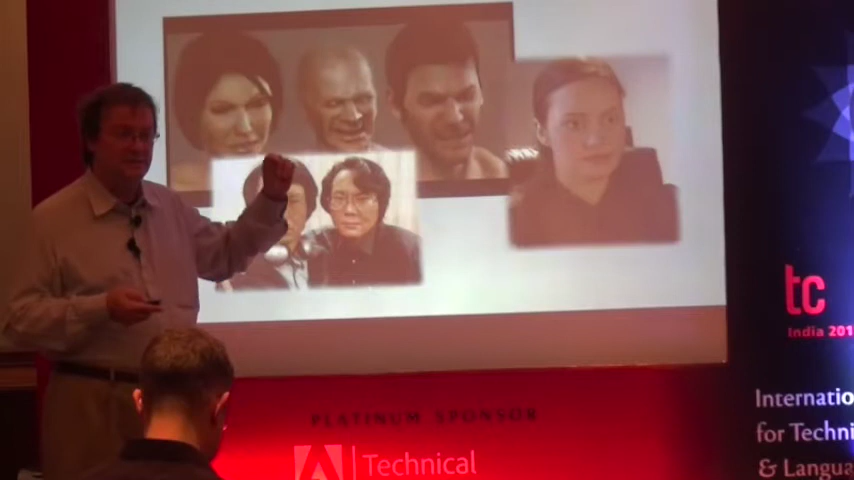 tc
India 201
Internatio
for Techni
& Langua
PLATINUM SPONSOR
Technical